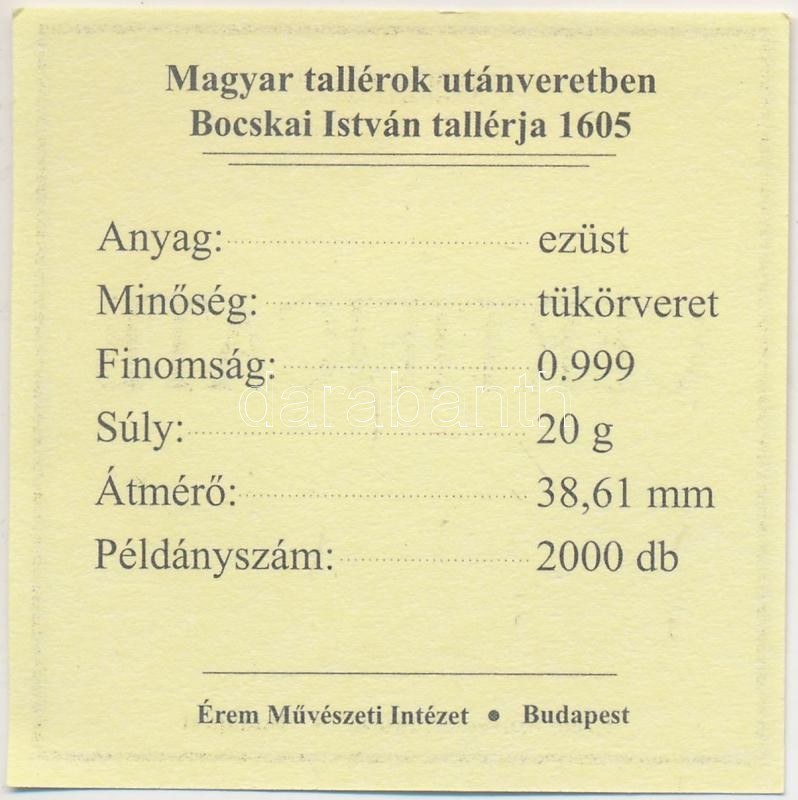 Magyar tallérok utánveretben
Bocskai István tallérja 1605
Anyag: ezüst
Minőség: tükörveret
Finomság: 0.999
darabanth
Súly: 20 g
Átmérő: 38,61 mm
Példányszám: 2000 db
Érem Művészeti Intézet • Budapest